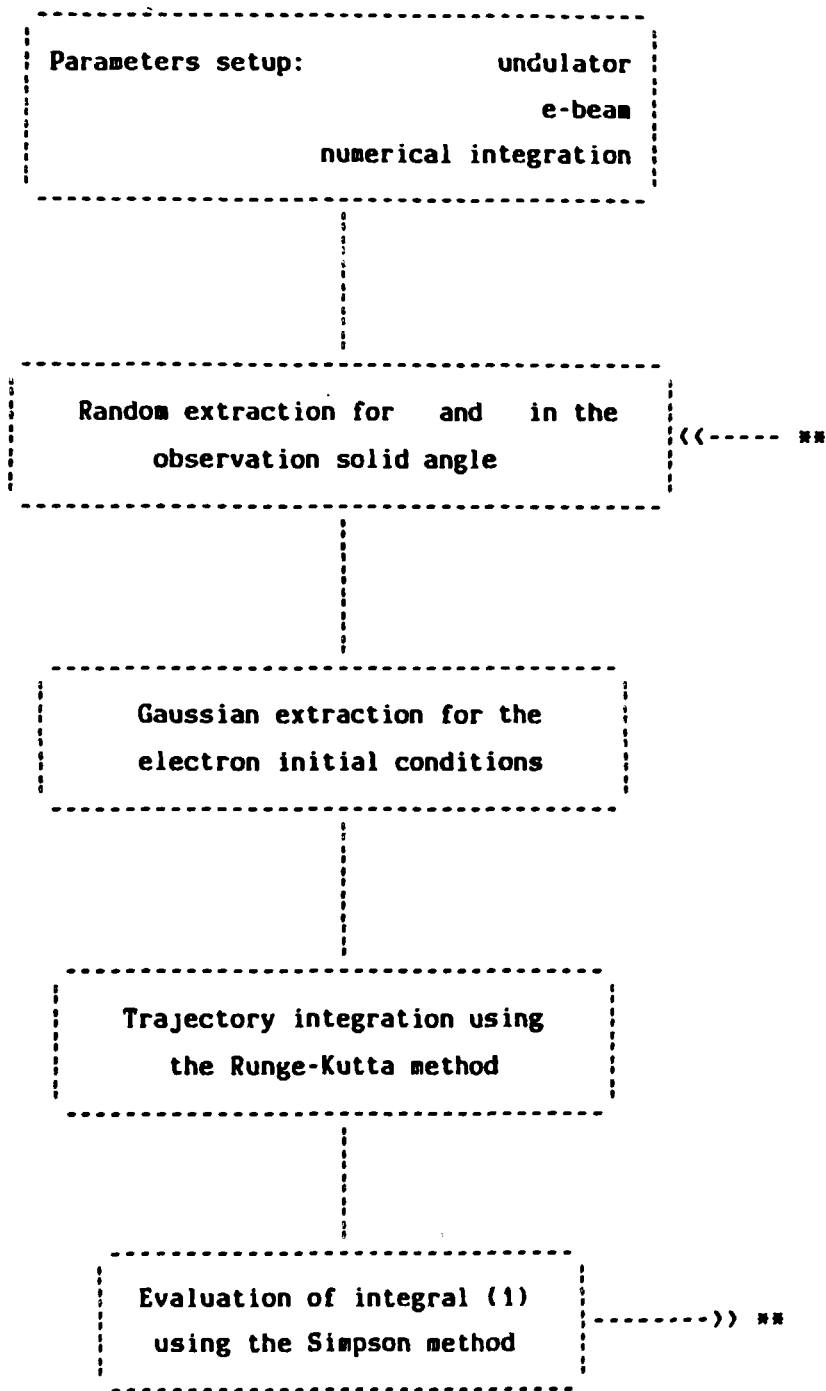 Parameters setup: undulator
e-beam
numerical integration
Random extraction for and in the
observation solid angle
<<----- **
Gaussian extraction for the
electron initial conditions
Trajectory integration using
the Runge-Kutta method
Evaluation of integral (1)
using the Simpson method
-------->> **